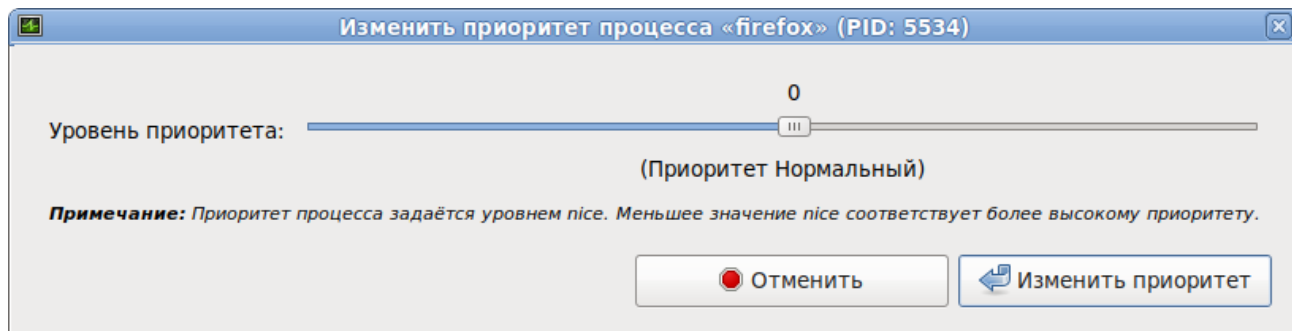 Изменить приоритет процесса «firefox» (PID: 5534)
0
Уровень приоритета:
(Приоритет Нормальный)
Примечание: Приоритет процесса задаётся уровнем nice. Меньшее значение nice соответствует более высокому приоритету.
Отменить
Изменить приоритет